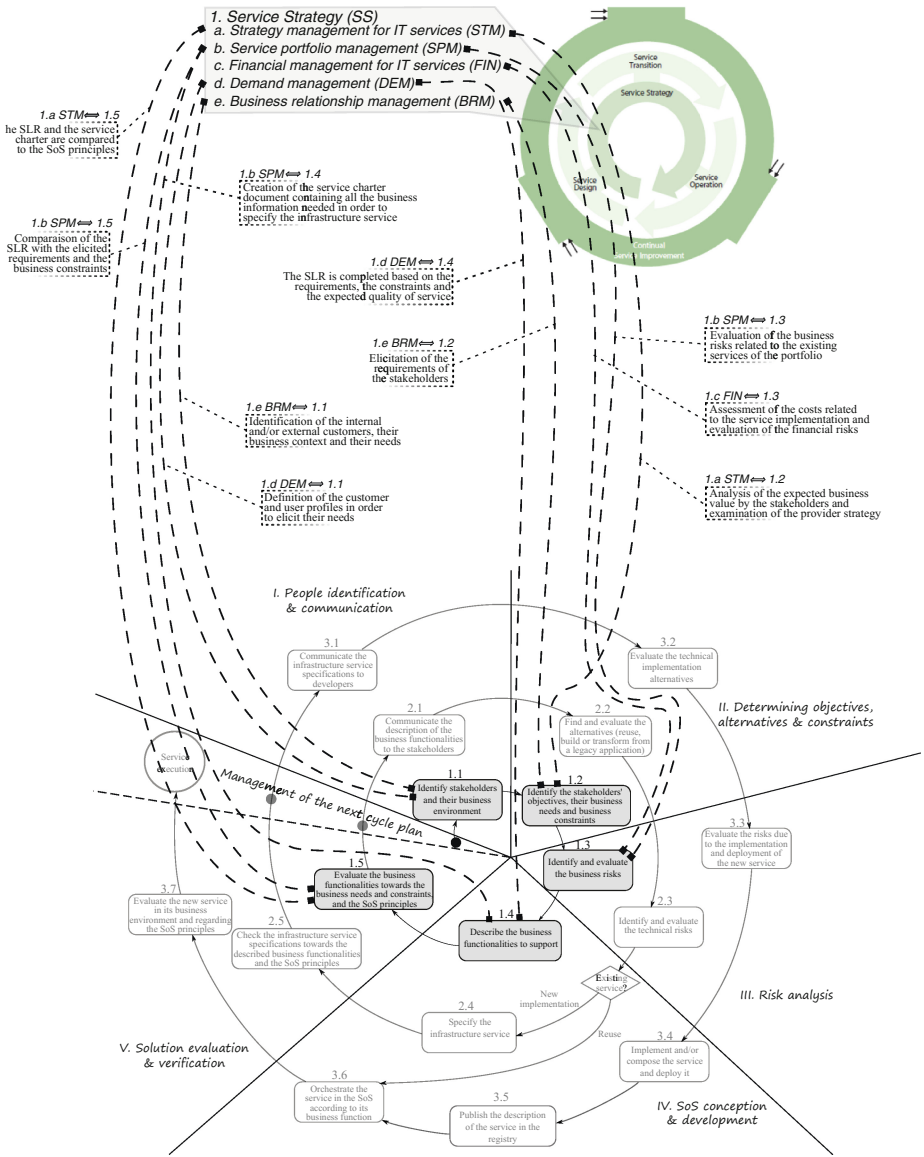 1. Service Strategy (SS)
a. Strategy management for IT services (STM)
b. Service portfolio management (SPM)
c. Financial management for IT services (FIN)
d. Demand management (DEM)
e. Business relationship management (BRM)
Service
Transition
Service Strategy
Service
Design
Service
Operation
Continual
Service Improvement
1.a STM⟺ 1.5
he SLR and the service
charter are compared
to the SoS principles
1.b SPM⟺ 1.4
Creation of the service charter
document containing all the business
information needed in order to
specify the infrastructure service
1.b SPM⟺ 1.5
Comparaison of the
SLR with the elicited
requirements and the
business constraints
1.d DEM⟺ 1.4
The SLR is completed based on the
requirements, the constraints and
the expected quality of service
1.e BRM⟺ 1.2
Elicitation of the
requirements of
the stakeholders
1.b SPM⟺ 1.3
Evaluation of the business
risks related to the existing
services of the portfolio
1.c FIN⟺ 1.3
Assessment of the costs related
to the service implementation and
evaluation of the financial risks
1.e BRM⟺ 1.1
Identification of the internal
and/or external customers, their
business context and their needs
1.d DEM⟺ 1.1
Definition of the customer
and user profiles in order
to elicit their needs
1.a STM⟺ 1.2
Analysis of the expected business
value by the stakeholders and
examination of the provider strategy
I. People identification
& communication
3.1
Communicate the
infrastructure service
specifications to
developers
3.2
Evaluate the technical
implementation
alternatives
II. Determining objectives,
alternatives & constraints
2.1
Communicate the
description of the
business functionalities
to the stakeholders
2.2
Find and evaluate the
alternatives (reuse,
build or transform from
a legacy application)
Service
execution
Management of the next cycle plan
1.1
Identify stakeholders
and their business
environment
1.2
Identify the stakeholders'
objectives, their business
needs and business
constraints
3.3
Evaluate the risks due
to the implementation
and deployment of
the new service
1.3
Identify and evaluate
the business risks
1.5
Evaluate the business
functionalities towards the
business needs and constraints,
and the SoS principles
3.7
Evaluate the new service
in its business
environment and regarding
the SoS principles
1.4
Describe the business
functionalities to support
2.3
Identify and evaluate
the technical risks
2.5
Check the infrastructure service
specifications towards the
described business functionalities
and the SoS principles
Existing
service?
New
implementation
Reuse
2.4
Specify the
infrastructure service
III. Risk analysis
V. Solution evaluation
& verification
3.4
Implement and/or
compose the service
and deploy it
3.6
Orchestrate the
service in the SoS
according to its
business function
3.5
Publish the description
of the service in the
registry
IV. SoS conception
& development